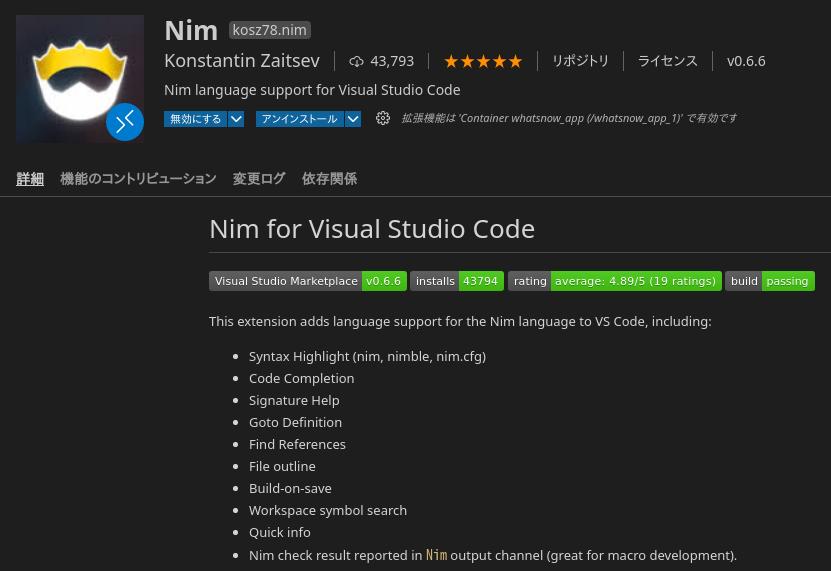 Nim kosz78.nim
Konstantin Zaitsev 43,793 リポジトリ ライセンス v0.6.6
Nim language support for Visual Studio Code
無効にする アンインストール 拡張機能は 'Container whatsnow_app (/whatsnow_app_1)' で有効です
詳細 機能のコントリビューション 変更ログ 依存関係
Nim for Visual Studio Code
Visual Studio Marketplace v0.6.6 installs 43794 rating average: 4.89/5 (19 ratings) build passing
This extension adds language support for the Nim language to VS Code, including:
• Syntax Highlight (nim, nimble, nim.cfg)
• Code Completion
• Signature Help
• Goto Definition
• Find References
• File outline
• Build-on-save
• Workspace symbol search
• Quick info
• Nim check result reported in Nim output channel (great for macro development).